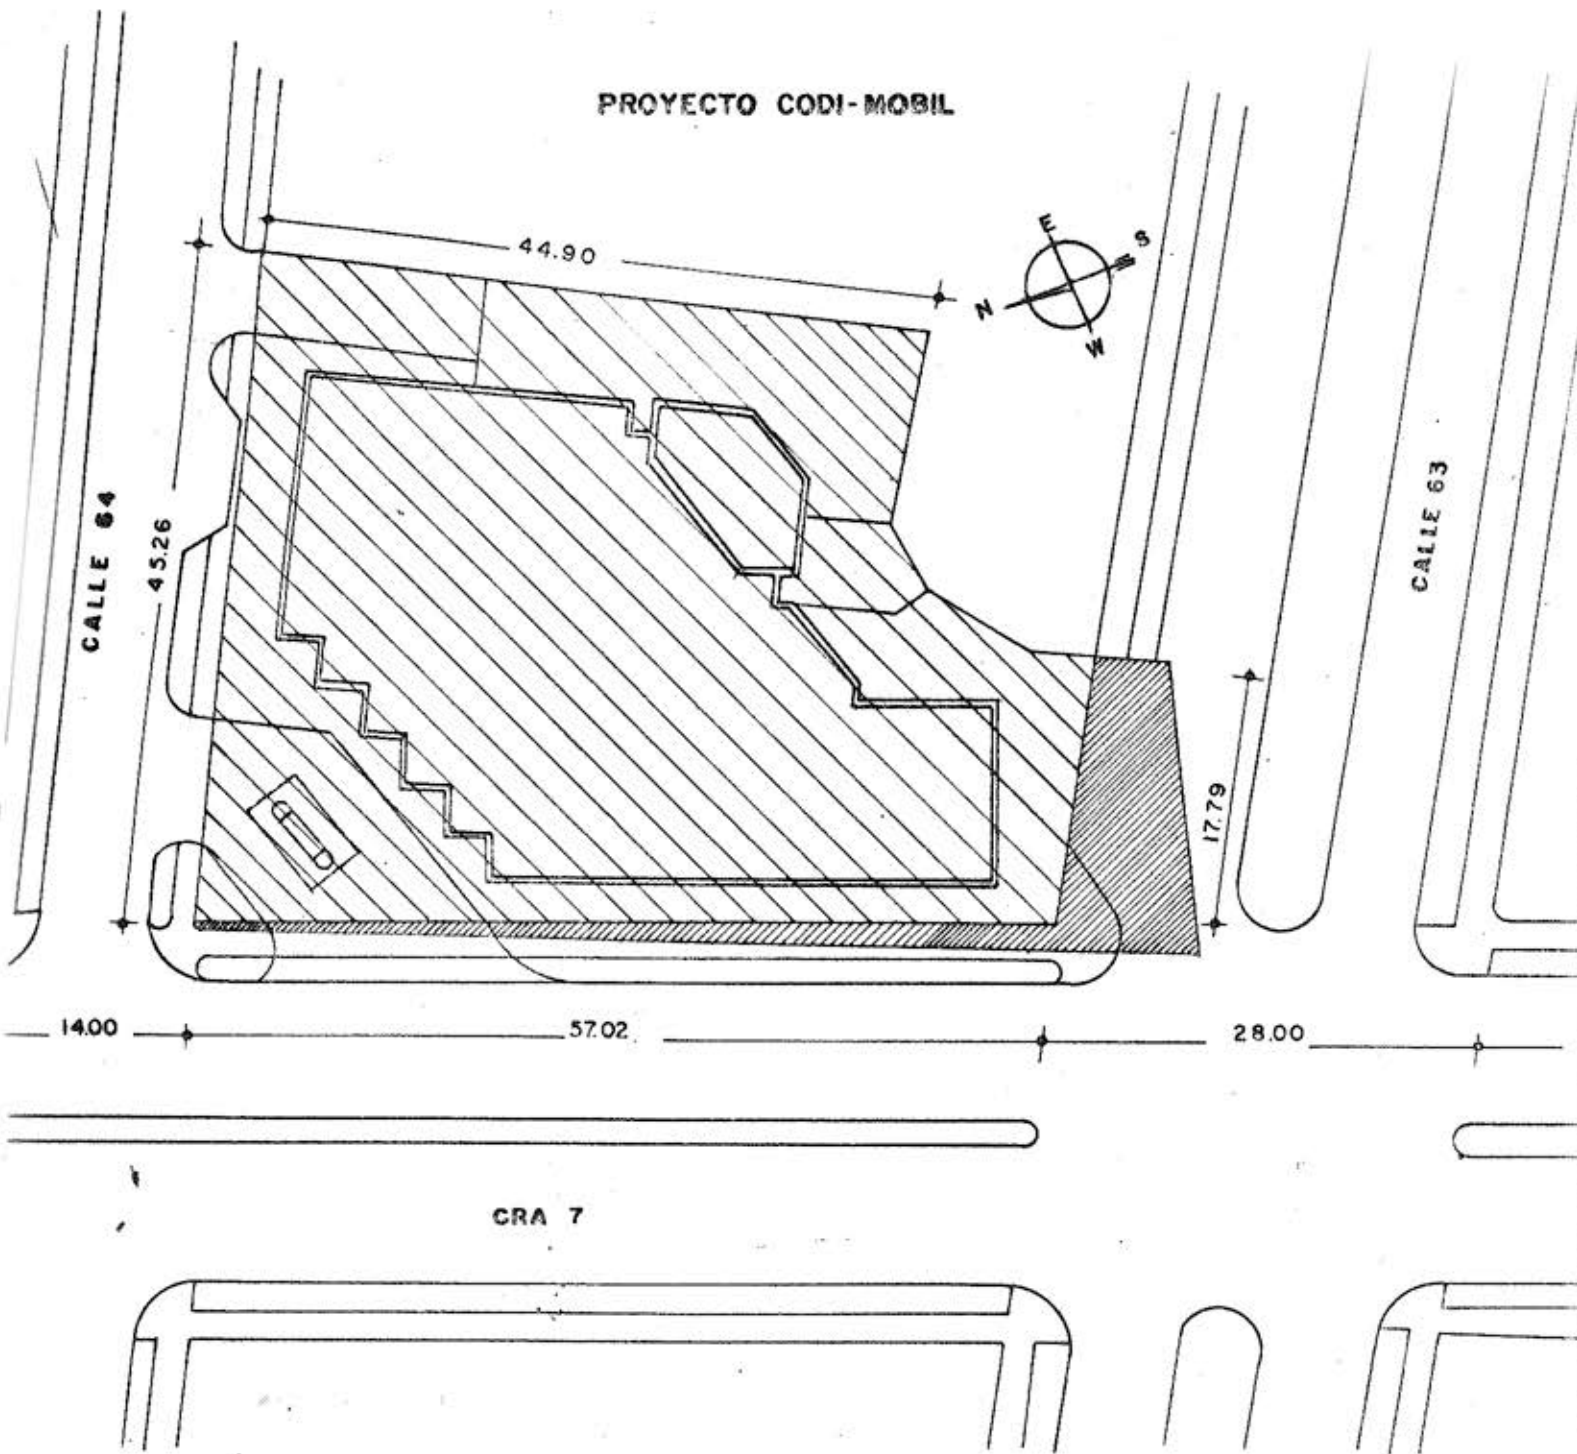 PROYECTO CODI-MOBIL
44.90
E
S
N
W
CALLE 64
45.26
CALLE 63
17.79
14.00
57.02
28.00
CRA 7